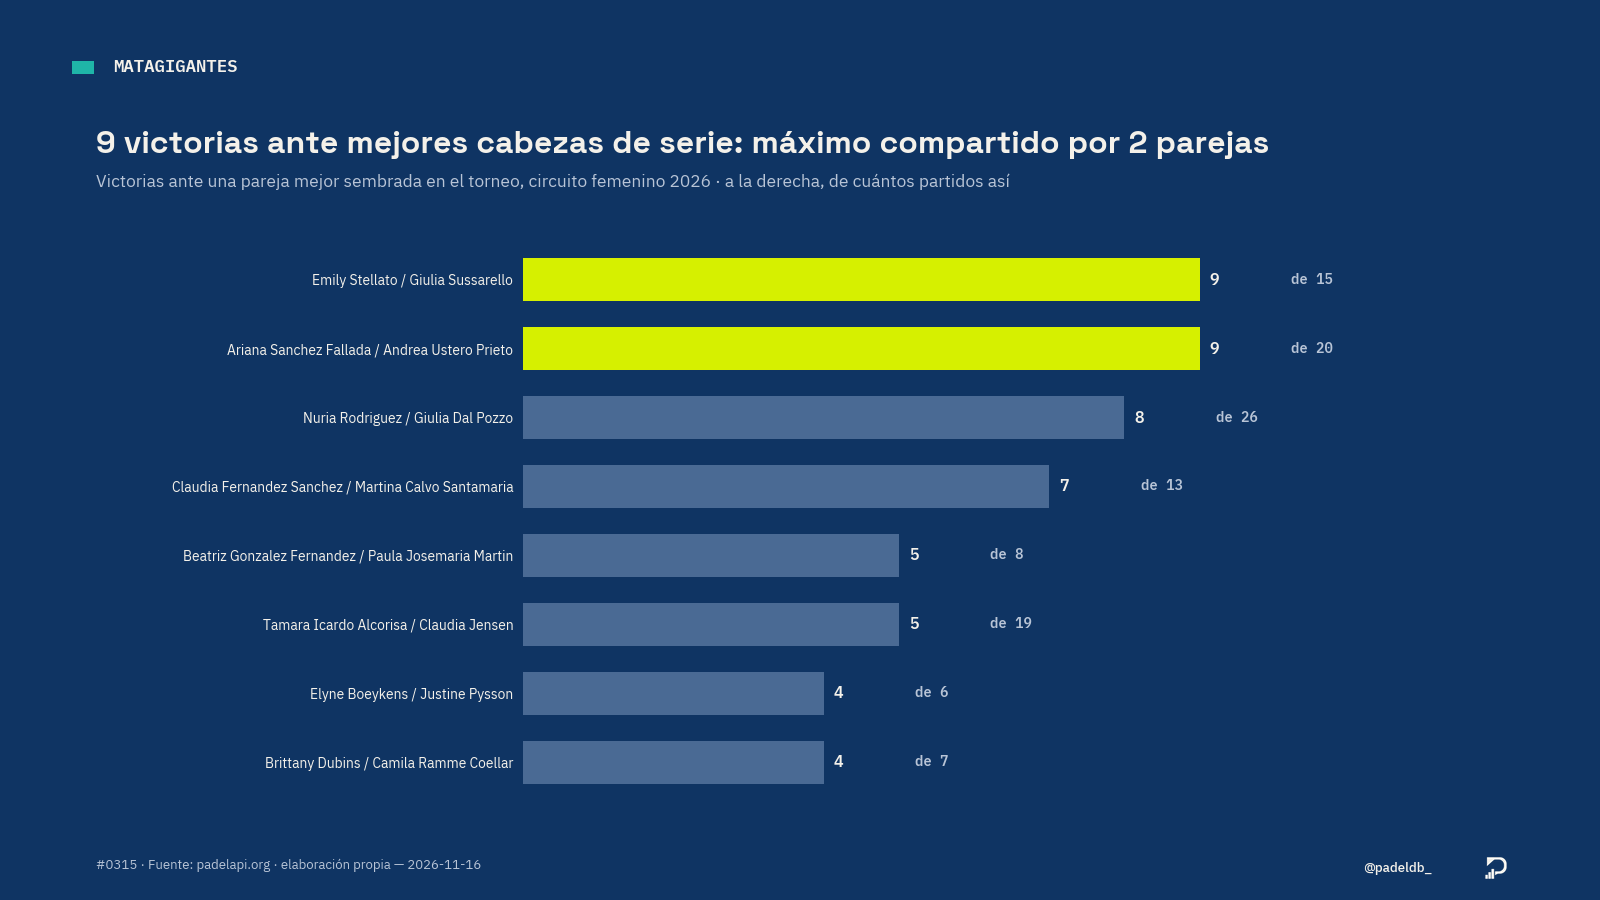 MATAGIGANTES
9 victorias ante mejores cabezas de serie: máximo compartido por 2 parejas
Victorias ante una pareja mejor sembrada en el torneo, circuito femenino 2026 · a la derecha, de cuántos partidos así
Emily Stellato / Giulia Sussarello 9 de 15
Ariana Sanchez Fallada / Andrea Ustero Prieto 9 de 20
Nuria Rodriguez / Giulia Dal Pozzo 8 de 26
Claudia Fernandez Sanchez / Martina Calvo Santamaria 7 de 13
Beatriz Gonzalez Fernandez / Paula Josemaria Martin 5 de 8
Tamara Icardo Alcorisa / Claudia Jensen 5 de 19
Elyne Boeykens / Justine Pysson 4 de 6
Brittany Dubins / Camila Ramme Coellar 4 de 7
#0315 · Fuente: padelapi.org · elaboración propia — 2026-11-16
@padeldb_